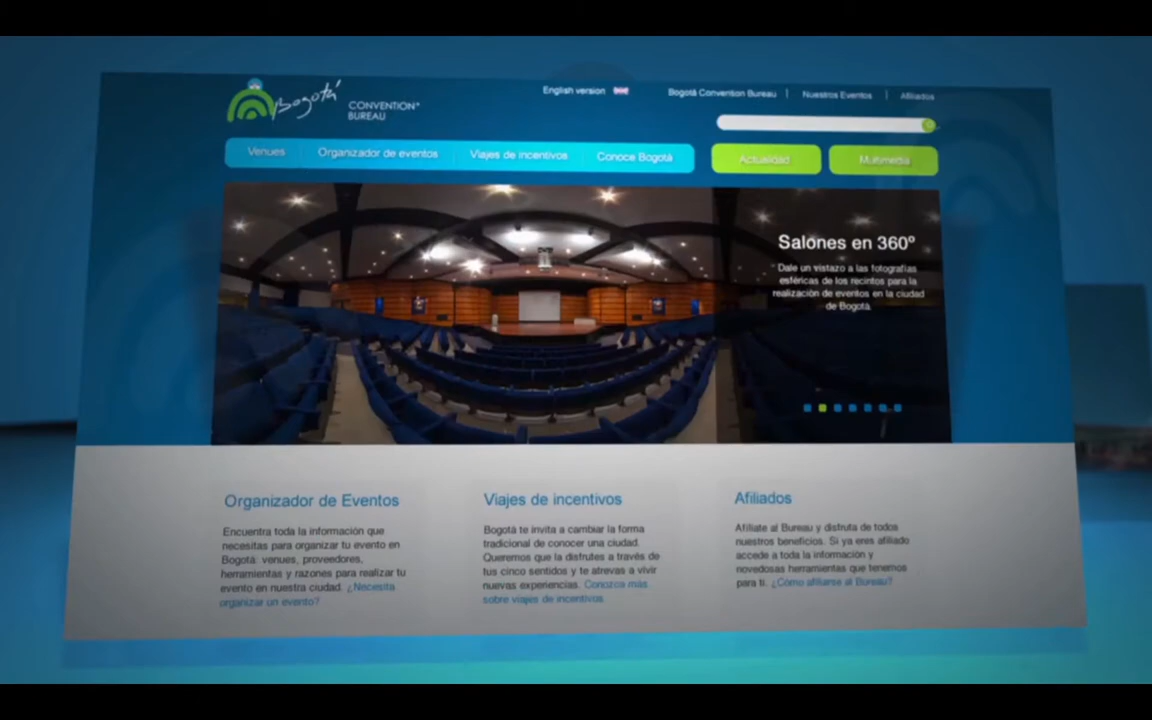 Bogotá
CONVENTION
BUREAU
English version
Bogotá Convention Bureau | Nuestros Eventos | Afiliados
Venues
Organizador de eventos
Viajes de incentivos
Conoce Bogotá
Actualidad
Multimedia
Salones en 360º
Dale un vistazo a las fotografías
esféricas de los recintos para la
realización de eventos en la ciudad
de Bogotá.
Organizador de Eventos
Encuentra toda la información que
necesitas para organizar tu evento en
Bogotá: venues, proveedores,
herramientas y razones para realizar tu
evento en nuestra ciudad. ¿Necesita
organizar un evento?
Viajes de incentivos
Bogotá te invita a cambiar la forma
tradicional de conocer una ciudad.
Queremos que la disfrutes a través de
tus cinco sentidos y te atrevas a vivir
nuevas experiencias. Conozca más
sobre viajes de incentivos.
Afiliados
Afíliate al Bureau y disfruta de todos
nuestros beneficios. Si ya eres afiliado
accede a toda la información y
novedosas herramientas que tenemos
para ti. ¿Cómo afiliarse al Bureau?